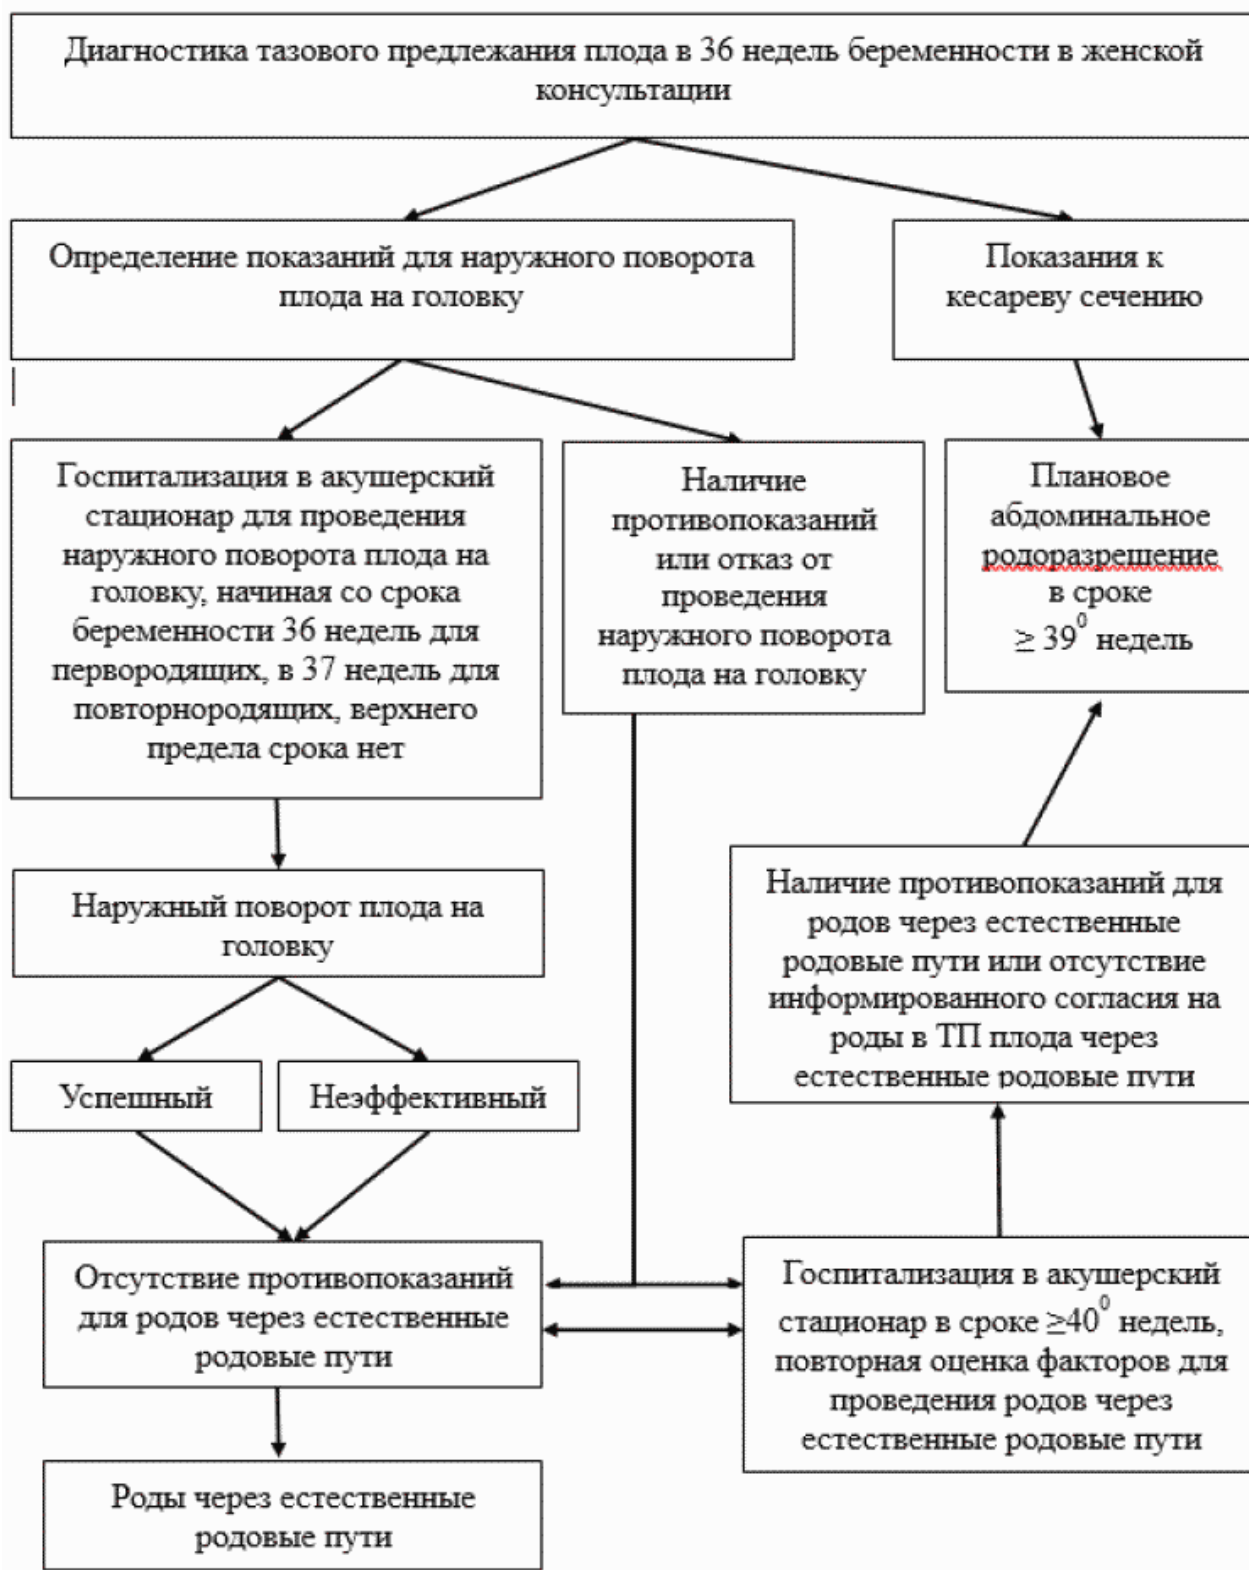 Диагностика тазового предлежания плода в 36 недель беременности в женской
консультации
Определение показаний для наружного поворота
плода на головку
Показания к
кесареву сечению
Госпитализация в акушерский
стационар для проведения
наружного поворота плода на
головку, начиная со срока
беременности 36 недель для
первородящих, в 37 недель для
повторнородящих, верхнего
предела срока нет
Наличие
противопоказаний
или отказ от
проведения
наружного поворота
плода на головку
Плановое
абдоминальное
родоразрешение
в сроке
≥ 39⁰ недель
Наружный поворот плода на
головку
Наличие противопоказаний для
родов через естественные
родовые пути или отсутствие
информированного согласия на
роды в ТП плода через
естественные родовые пути
Успешный
Неэффективный
Отсутствие противопоказаний
для родов через естественные
родовые пути
Госпитализация в акушерский
стационар в сроке ≥40⁰ недель,
повторная оценка факторов для
проведения родов через
естественные родовые пути
Роды через естественные
родовые пути